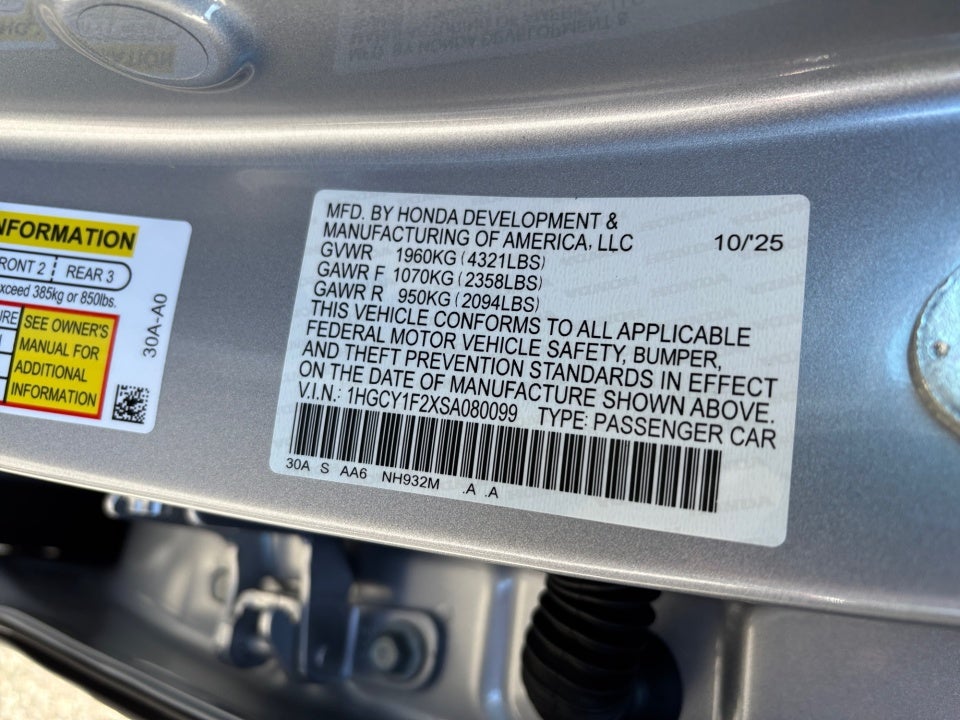 NFORMATION
RONT 2 REAR 3
xceed 385kg or 850lbs.
URE
SEE OWNER'S
MANUAL FOR
ADDITIONAL
INFORMATION
30A-A0
MFD. BY HONDA DEVELOPMENT &
MANUFACTURING OF AMERICA, LLC 10/'25
GVWR 1960KG (4321LBS)
GAWR F 1070KG (2358LBS)
GAWR R 950KG (2094LBS)
THIS VEHICLE CONFORMS TO ALL APPLICABLE
FEDERAL MOTOR VEHICLE SAFETY, BUMPER,
AND THEFT PREVENTION STANDARDS IN EFFECT
ON THE DATE OF MANUFACTURE SHOWN ABOVE.
V.I.N.: 1HGCY1F2XSA080099 TYPE: PASSENGER CAR
30A S AA6 NH932M .A .A